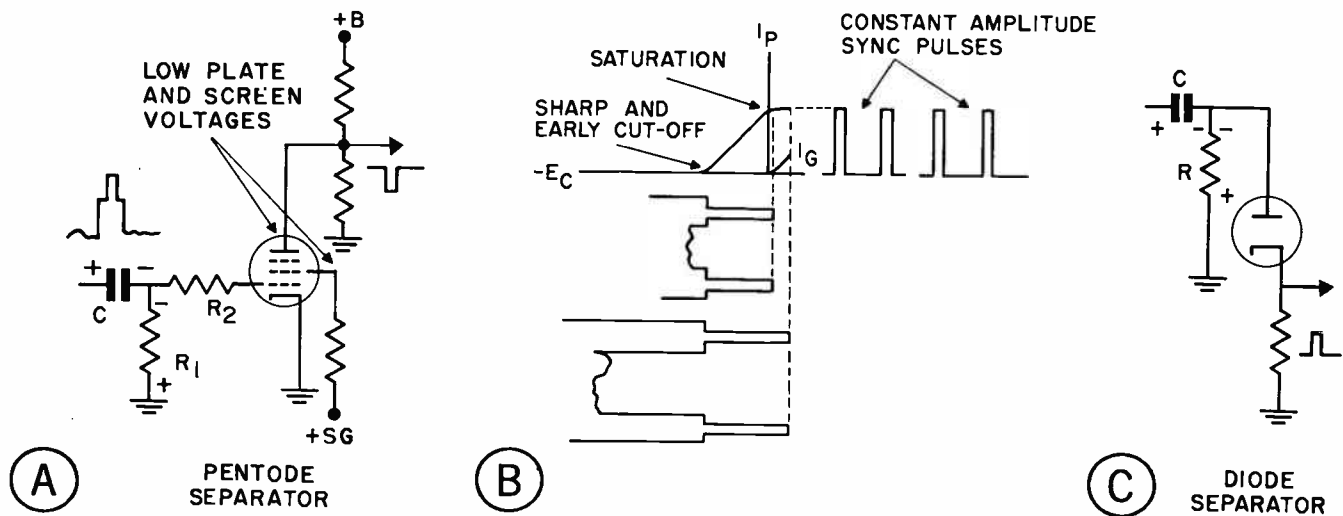 +B
LOW PLATE
AND SCREEN
VOLTAGES
+
-
C
-
R1
+
R2
+SG
A
PENTODE
SEPARATOR
IP
SATURATION
SHARP AND
EARLY CUT-OFF
CONSTANT AMPLITUDE
SYNC PULSES
IG
-EC
B
C
+
-
-
R
+
C
DIODE
SEPARATOR